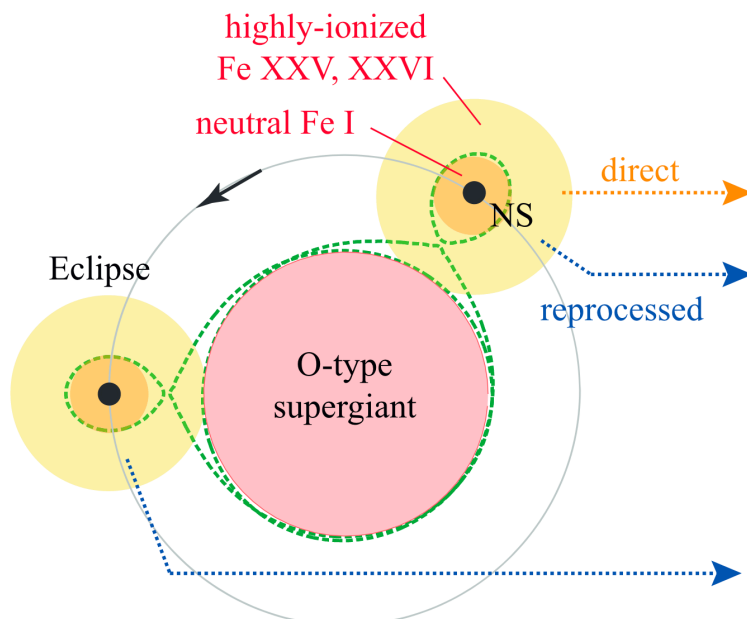 highly-ionized
Fe XXV, XXVI
neutral Fe I
direct
NS
Eclipse
reprocessed
O-type
supergiant